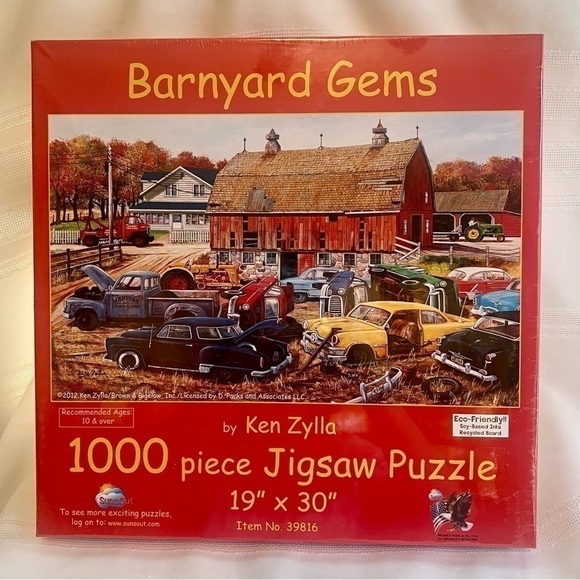 Barnyard Gems
©2012 Ken Zylla/Brown & Bigelow, Inc./Licensed by D. Parks and Associates LLC
Recommended Ages:
10 & over
Eco-Friendly!!
Soy-Based Inks
Recycled Board
by Ken Zylla
1000 piece Jigsaw Puzzle
19" x 30"
SunsOut
To see more exciting puzzles,
log on to: www.sunsout.com
Item No. 39816